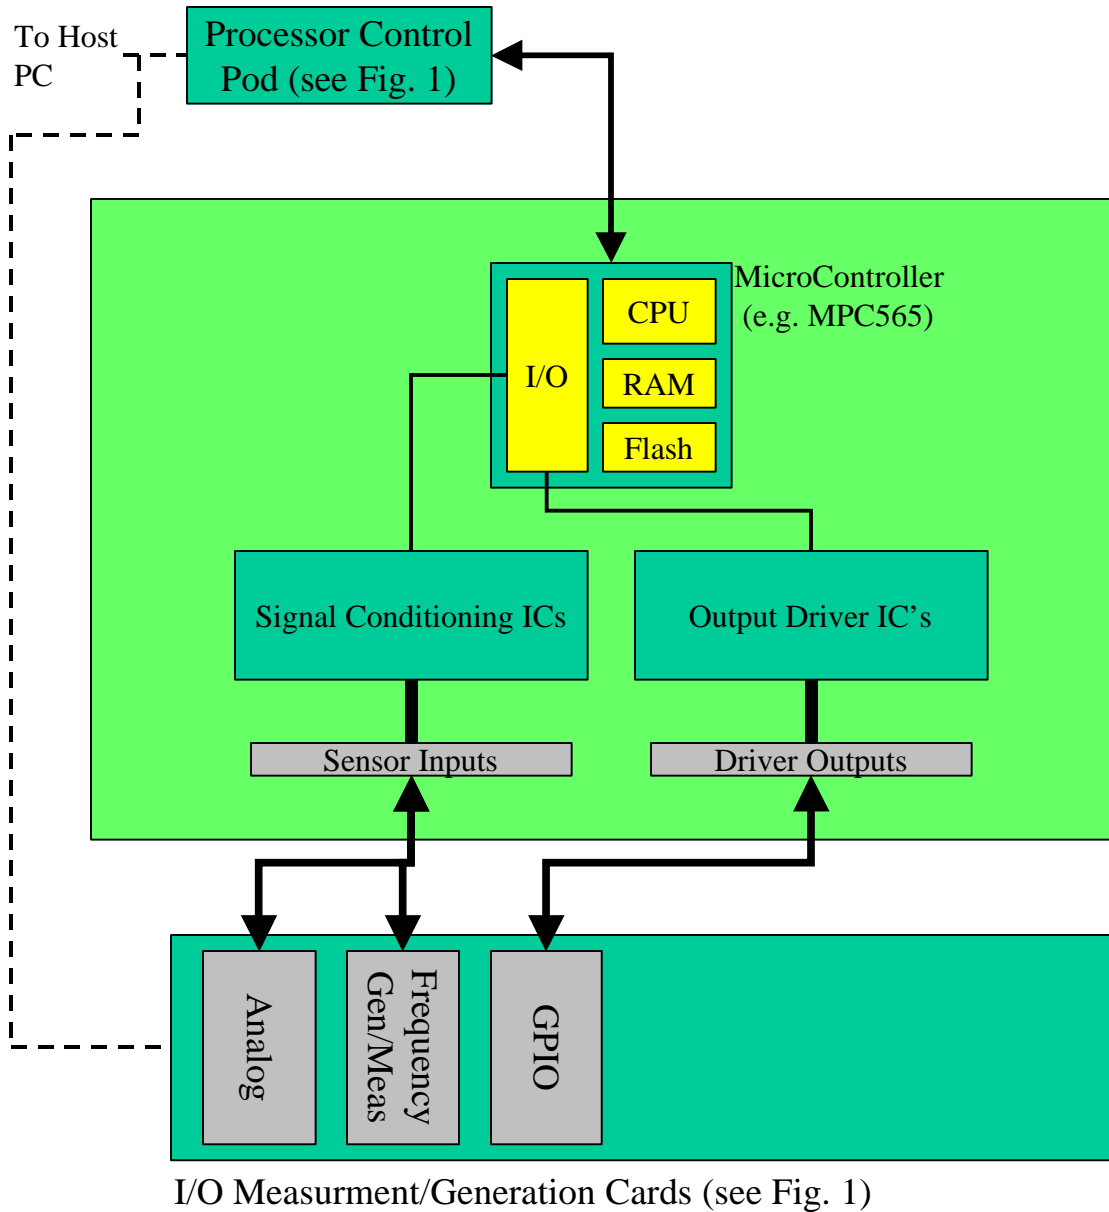 To Host
PC
Processor Control
Pod (see Fig. 1)
MicroController
(e.g. MPC565)
I/O
CPU
RAM
Flash
Signal Conditioning ICs
Output Driver IC's
Sensor Inputs
Driver Outputs
Analog
Frequency
Gen/Meas
GPIO
I/O Measurment/Generation Cards (see Fig. 1)